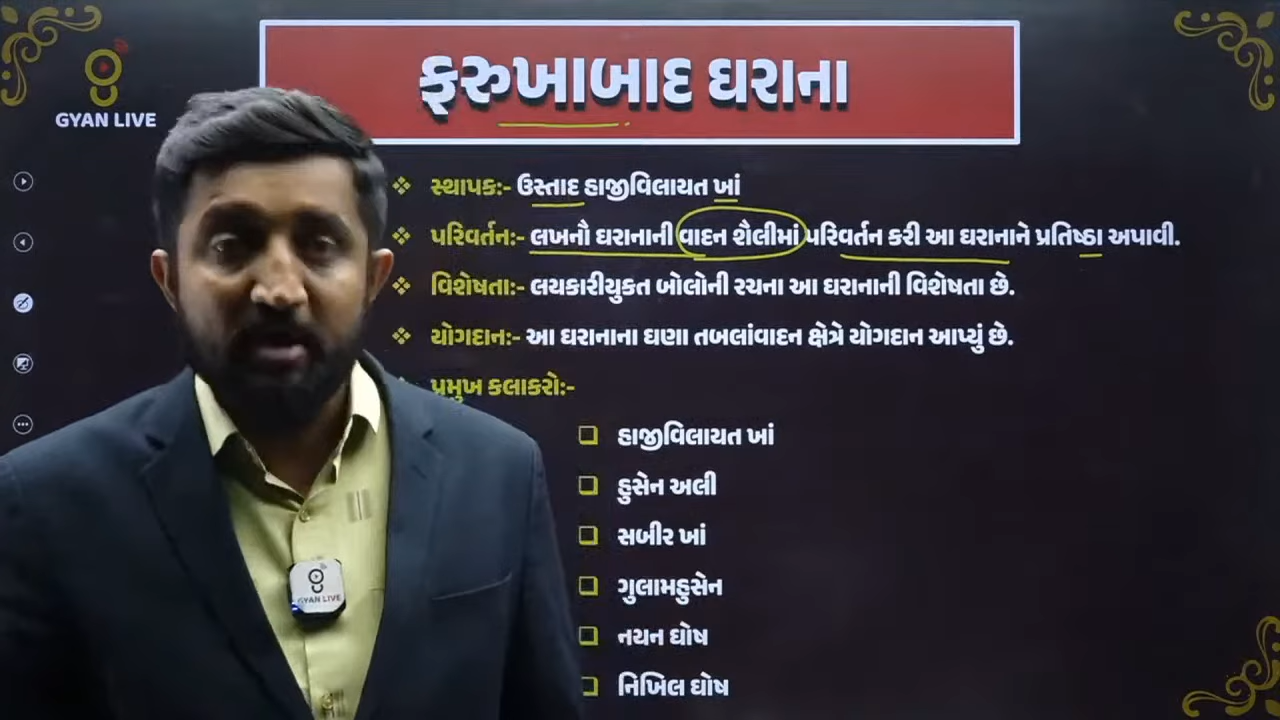 ફરુખાબાદ ઘરાના
GYAN LIVE
સ્થાપક:- ઉસ્તાદ હાજીવિલાયત ખાં
પરિવર્તન:- લખનૌ ઘરાનાની વાદન શૈલીમાં પરિવર્તન કરી આ ઘરાનાને પ્રતિષ્ઠા અપાવી.
વિશેષતા:- લયકારીયુકત બોલોની રચના આ ઘરાનાની વિશેષતા છે.
યોગદાન:- આ ઘરાનાના ઘણા તબલાંવાદન ક્ષેત્રે યોગદાન આપ્યું છે.
પ્રમુખ કલાકરો:-
હાજીવિલાયત ખાં
હુસેન અલી
સબીર ખાં
ગુલામહુસેન
નયન ઘોષ
નિખિલ ઘોષ
GYAN LIVE